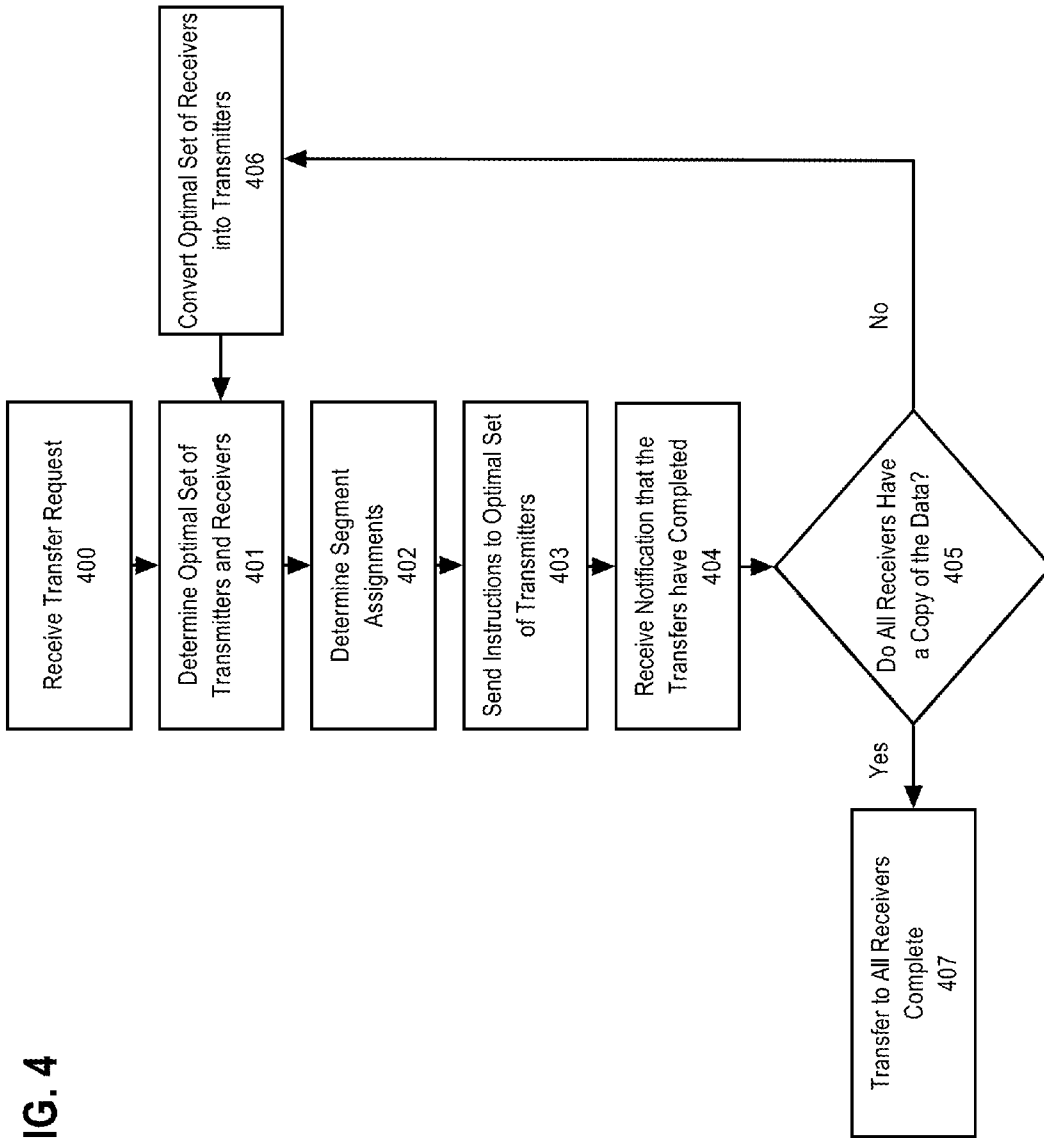 IG. 4
Receive Transfer Request
400
Determine Optimal Set of
Transmitters and Receivers
401
Convert Optimal Set of Receivers
into Transmitters
406
Determine Segment
Assignments
402
Send Instructions to Optimal Set
of Transmitters
403
Receive Notification that the
Transfers have Completed
404
Do All Receivers Have
a Copy of the Data?
405
Yes
No
Transfer to All Receivers
Complete
407